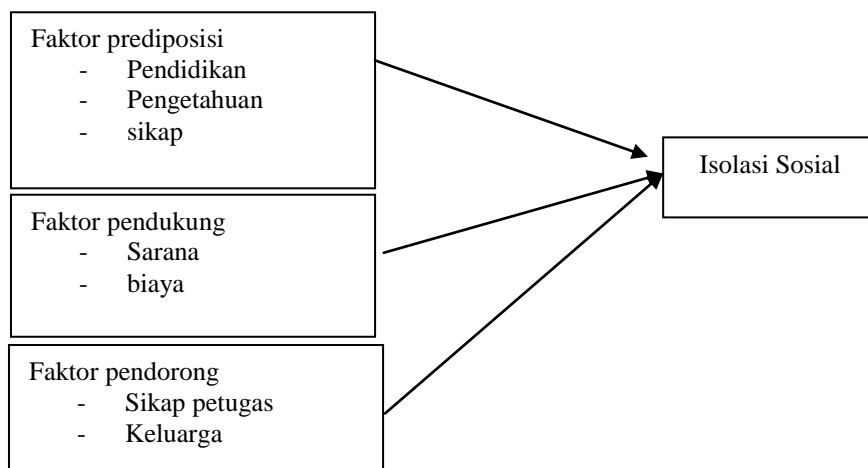 Faktor prediposisi
- Pendidikan
- Pengetahuan
- sikap
Isolasi Sosial
Faktor pendukung
- Sarana
- biaya
Faktor pendorong
- Sikap petugas
- Keluarga